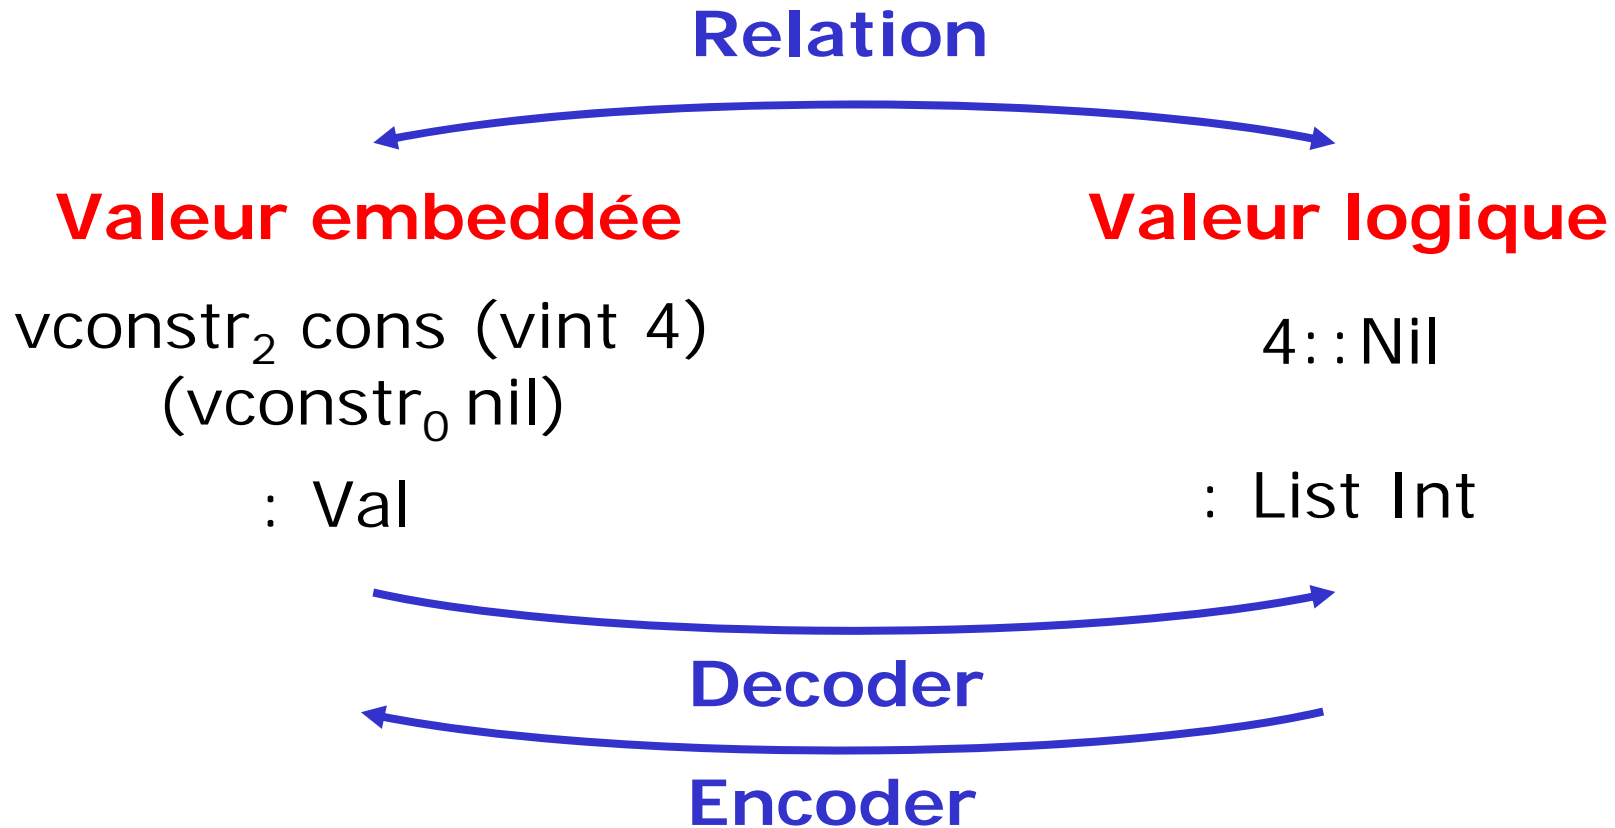 Relation
Valeur embeddée
Valeur logique
vconstr₂ cons (vint 4)
(vconstr₀ nil)
4::Nil
: Val
: List Int
Decoder
Encoder